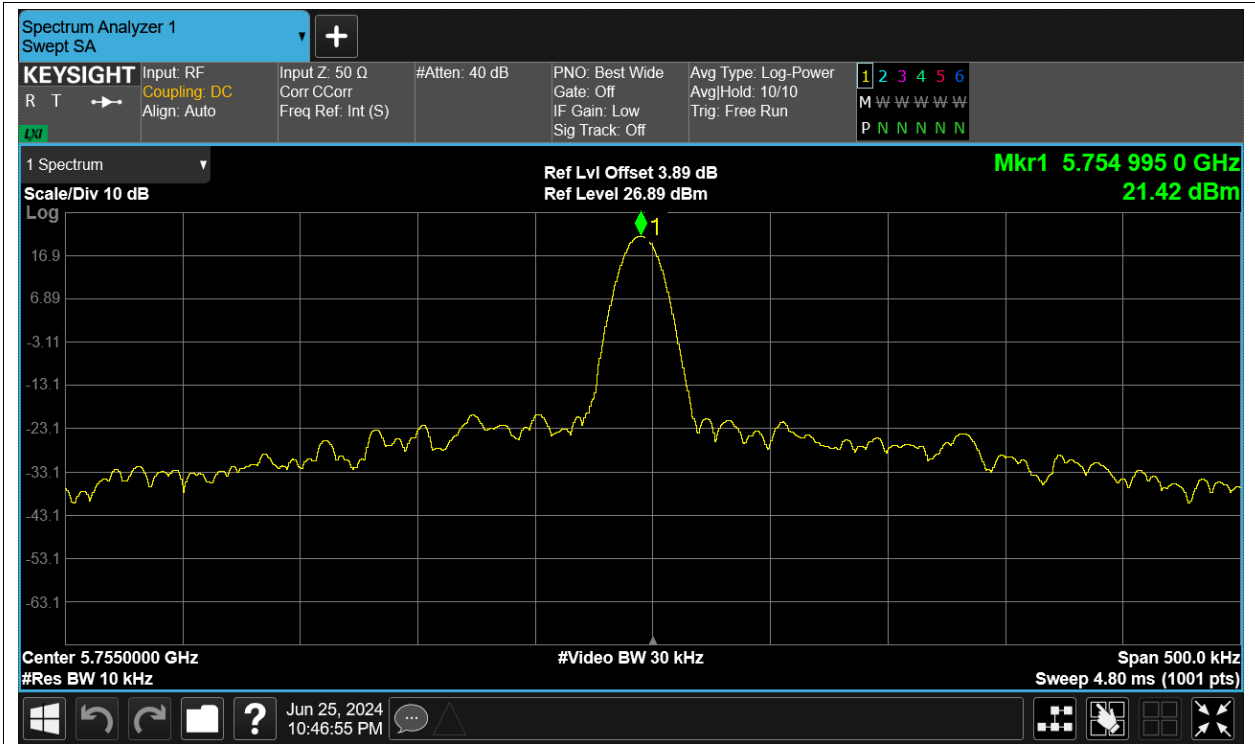 Spectrum Analyzer 1
Swept SA
+
KEYSIGHT
R T
LXI
Input: RF
Coupling: DC
Align: Auto
Input Z: 50 Ω
Corr CCorr
Freq Ref: Int (S)
#Atten: 40 dB
PNO: Best Wide
Gate: Off
IF Gain: Low
Sig Track: Off
Avg Type: Log-Power
Avg|Hold: 10/10
Trig: Free Run
1 2 3 4 5 6
M W W W W W W
P N N N N N
1 Spectrum
Scale/Div 10 dB
Log
Ref Lvl Offset 3.89 dB
Ref Level 26.89 dBm
Mkr1 5.754 995 0 GHz
21.42 dBm
1
16.9
6.89
-3.11
-13.1
-23.1
-33.1
-43.1
-53.1
-63.1
Center 5.7550000 GHz
#Video BW 30 kHz
Span 500.0 kHz
#Res BW 10 kHz
Sweep 4.80 ms (1001 pts)
?
Jun 25, 2024
10:46:55 PM